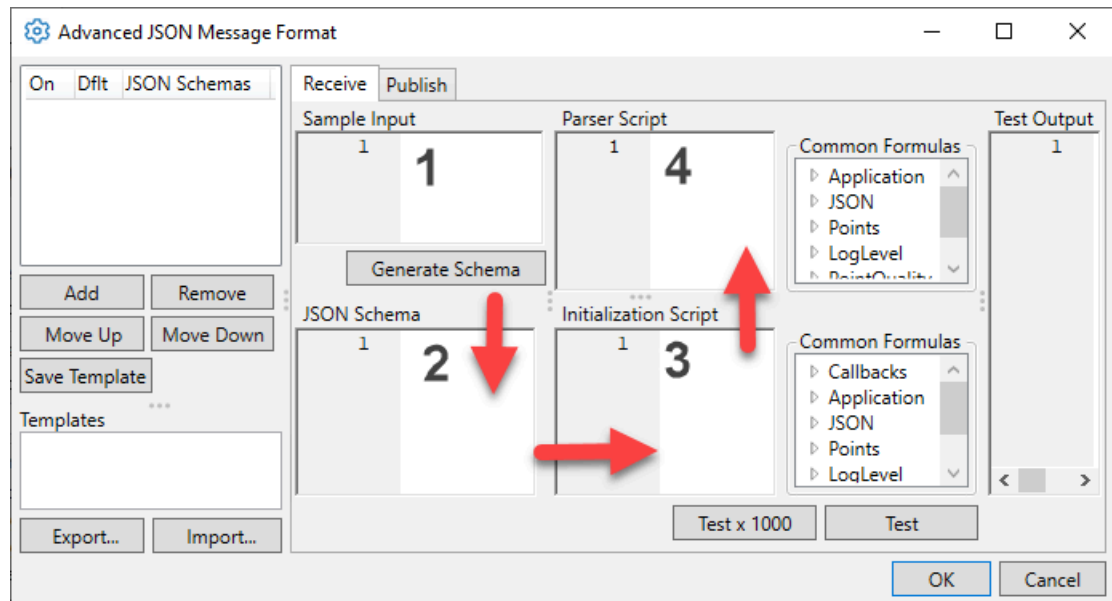 Advanced JSON Message Format
On Dflt JSON Schemas
Receive Publish
Sample Input
1
1
Generate Schema
JSON Schema
1
2
Parser Script
1
4
Common Formulas
Application
JSON
Points
LogLevel
PointQuality
Initialization Script
1
3
Common Formulas
Callbacks
Application
JSON
Points
LogLevel
Test Output
1
Test x 1000 Test
Add Remove
Move Up Move Down
Save Template
Templates
Export... Import...
OK Cancel